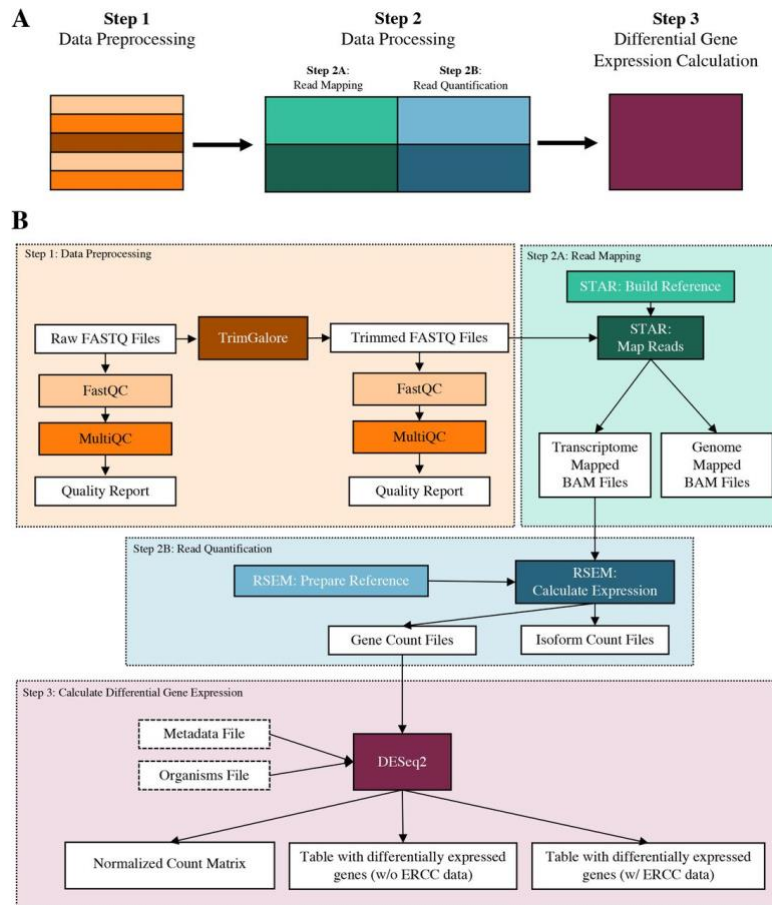 A
Step 1
Data Preprocessing
Step 2
Data Processing
Step 3
Differential Gene
Expression Calculation
Step 2A:
Read Mapping
Step 2B:
Read Quantification
B
Step 1: Data Preprocessing
Step 2A: Read Mapping
STAR: Build Reference
Raw FASTQ Files
TrimGalore
Trimmed FASTQ Files
STAR:
Map Reads
FastQC
FastQC
MultiQC
MultiQC
Transcriptome
Mapped
BAM Files
Genome
Mapped
BAM Files
Quality Report
Quality Report
Step 2B: Read Quantification
RSEM: Prepare Reference
RSEM:
Calculate Expression
Gene Count Files
Isoform Count Files
Step 3: Calculate Differential Gene Expression
Metadata File
Organisms File
DESeq2
Normalized Count Matrix
Table with differentially expressed
genes (w/o ERCC data)
Table with differentially expressed
genes (w/ ERCC data)